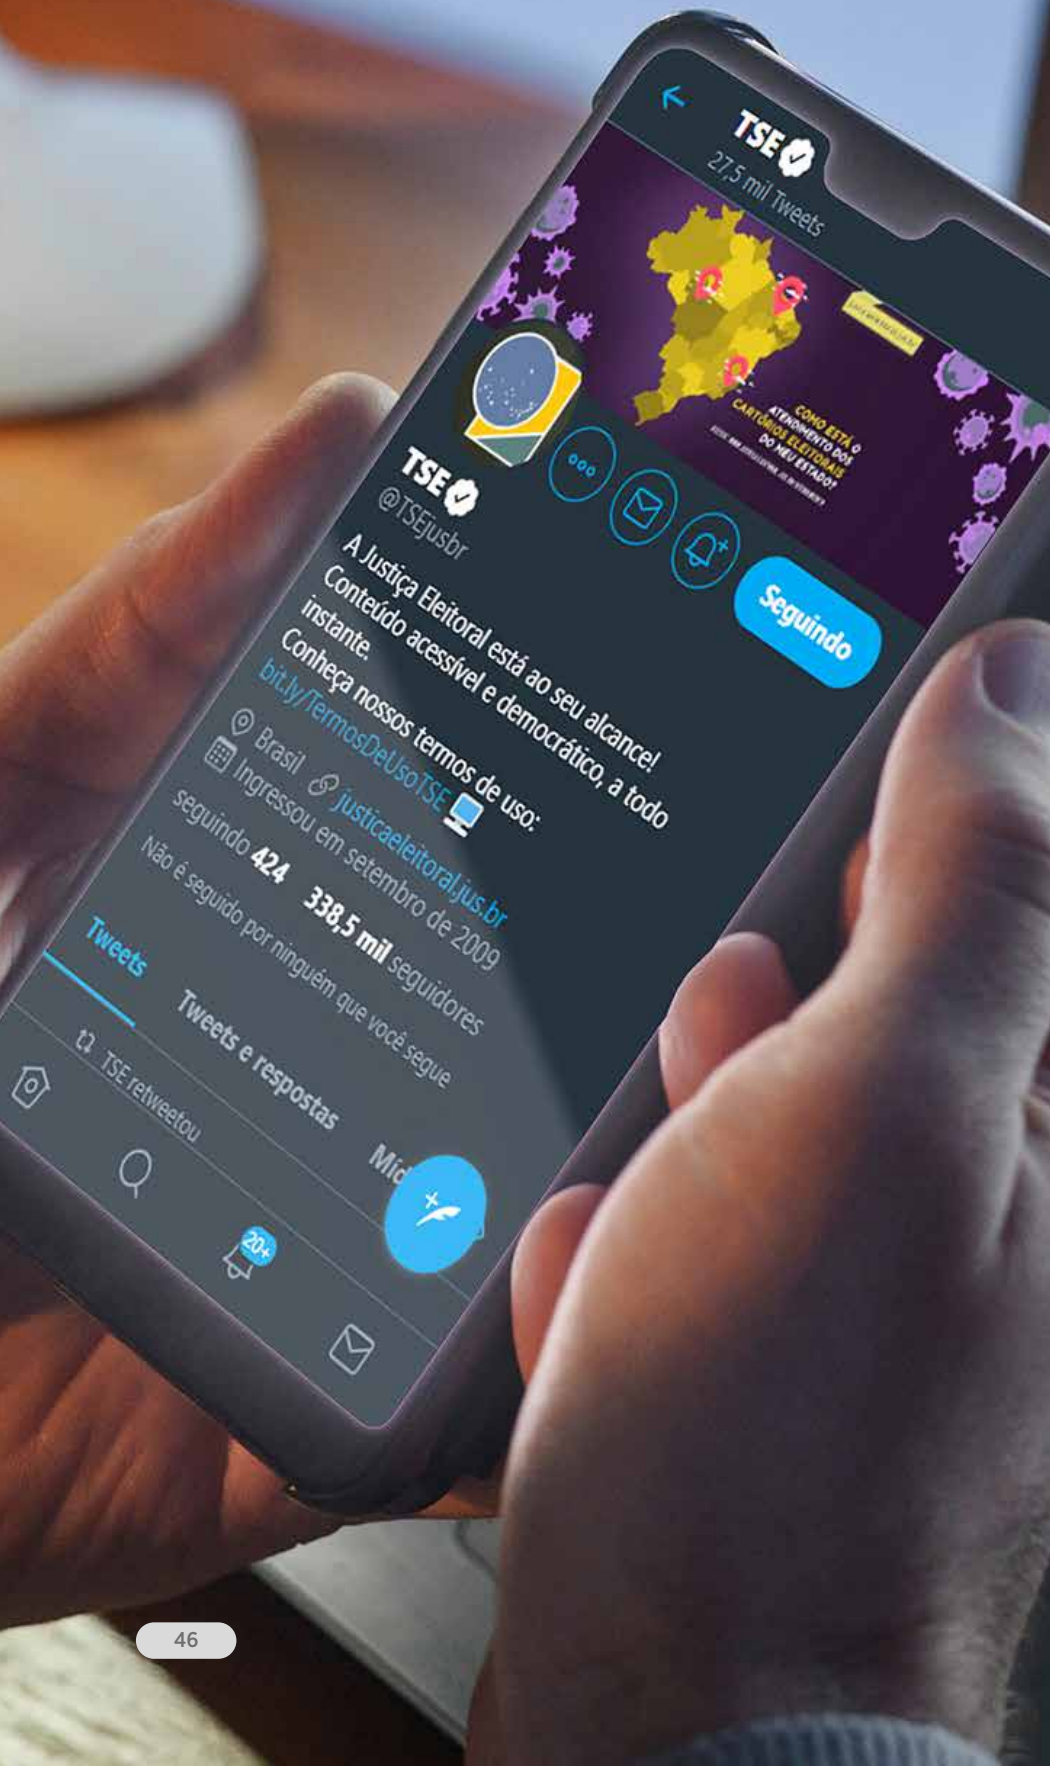 TSE
27,5 mil Tweets
COMO ESTÁ O
ATENDIMENTO DOS
CARTÓRIOS ELEITORAIS
DO MEU ESTADO?
Seguindo
TSE
@TSEjusbr
A Justiça Eleitoral está ao seu alcance!
Conteúdo acessível e democrático, a todo
instante.
Conheça nossos termos de uso:
bit.ly/TermosDeUsoTSE
Brasil justicaeleitoral.jus.br
Ingressou em setembro de 2009
seguindo 424 338,5 mil seguidores
Não é seguido por ninguém que você segue
Tweets Tweets e respostas Míd
TSE retweetou
20+
46